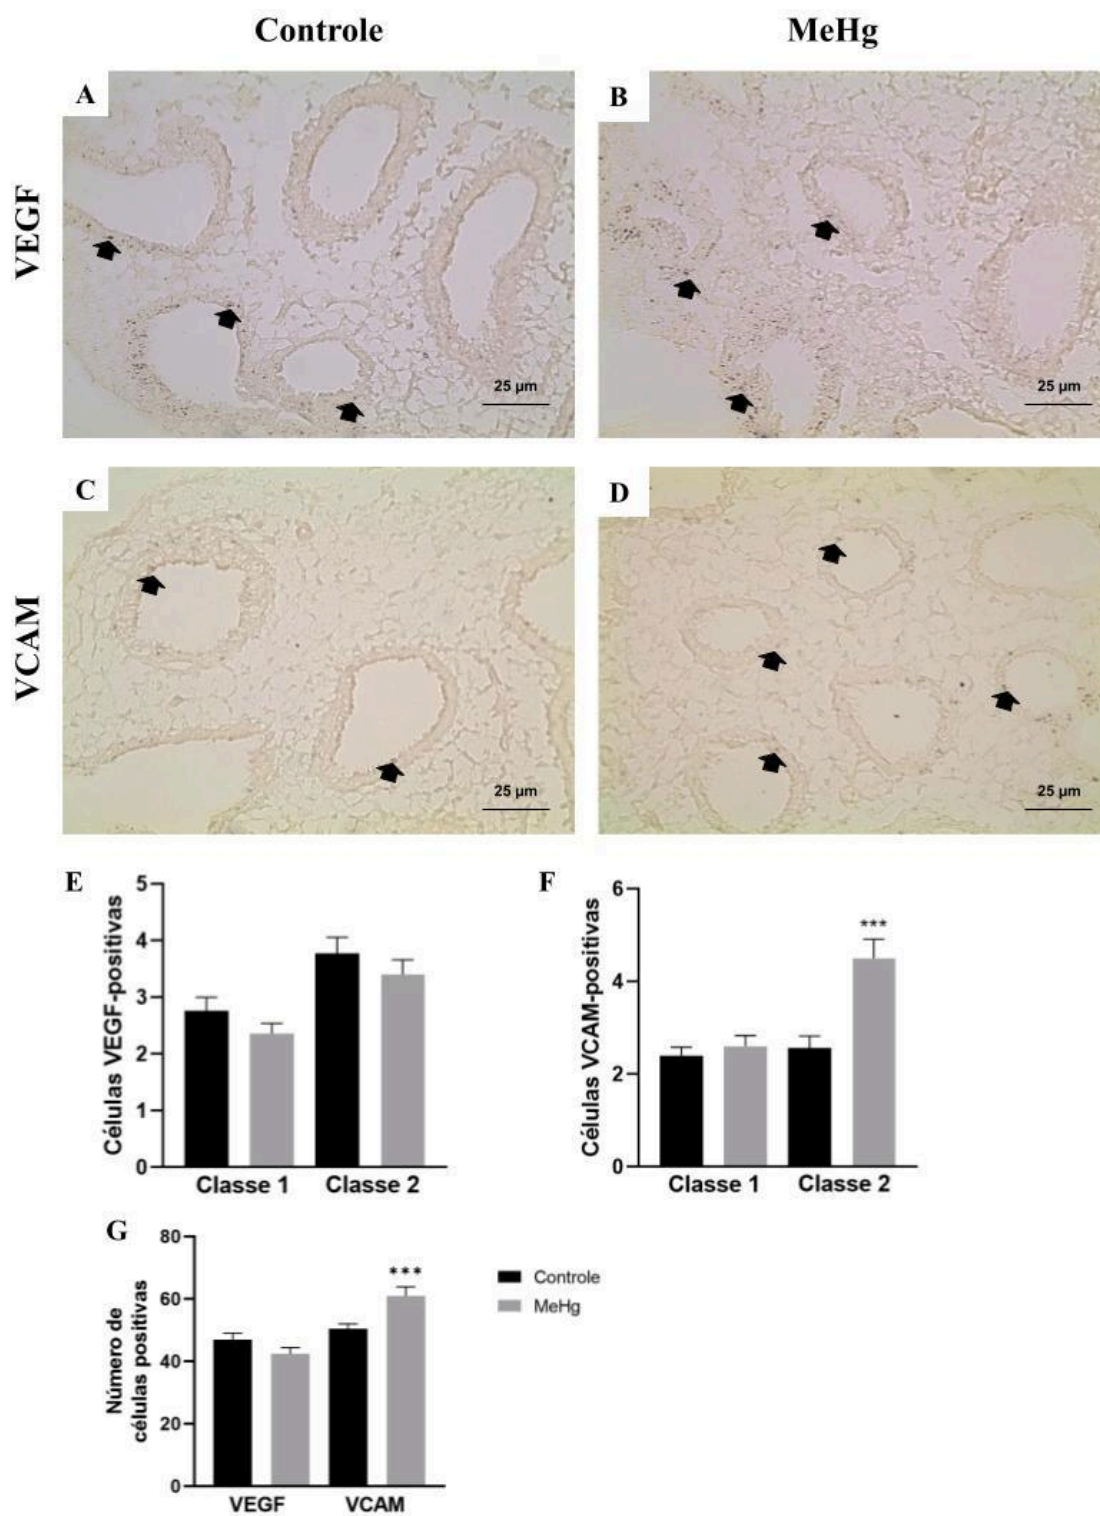 Controle
MeHg
VEGF
A
25 µm
B
25 µm
VCAM
C
25 µm
D
25 µm
E
Células VEGF-positivas
5
4
3
2
1
0
Classe 1
Classe 2
F
Células VCAM-positivas
6
4
2
0
***
Classe 1
Classe 2
G
Número de
células positivas
80
60
40
20
0
***
VEGF
VCAM
Controle
MeHg